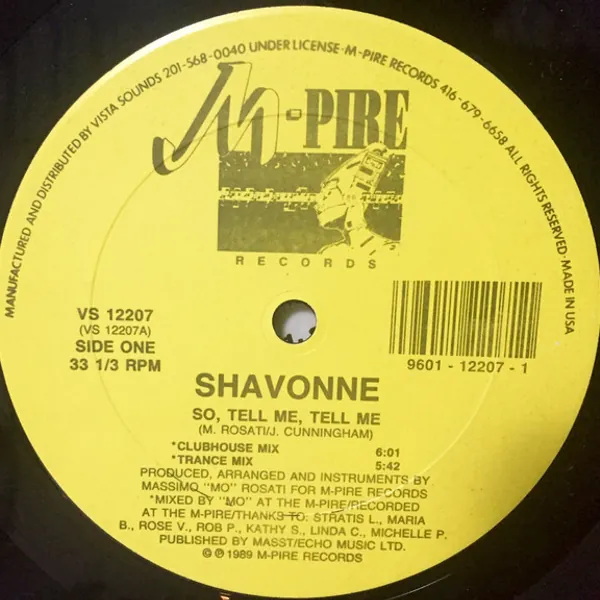 MANUFACTURED AND DISTRIBUTED BY VISTA SOUNDS 201-568-0040 UNDER LICENSE · M-PIRE RECORDS 416-679-6658 ALL RIGHTS RESERVED · MADE IN USA
M-PIRE
RECORDS
VS 12207
(VS 12207A)
SIDE ONE
33 1/3 RPM
9601 - 12207 - 1
SHAVONNE
SO, TELL ME, TELL ME
(M. ROSATI/J. CUNNINGHAM)
*CLUBHOUSE MIX 6:01
*TRANCE MIX 5:42
PRODUCED, ARRANGED AND INSTRUMENTS BY
MASSIMO "MO" ROSATI FOR M-PIRE RECORDS
*MIXED BY "MO" AT THE M-PIRE/RECORDED
AT THE M-PIRE/THANKS TO: STRATIS L., MARIA
B., ROSE V., ROB P., KATHY S., LINDA C., MICHELLE P.
PUBLISHED BY MASST/ECHO MUSIC LTD.
© ℗ 1989 M-PIRE RECORDS